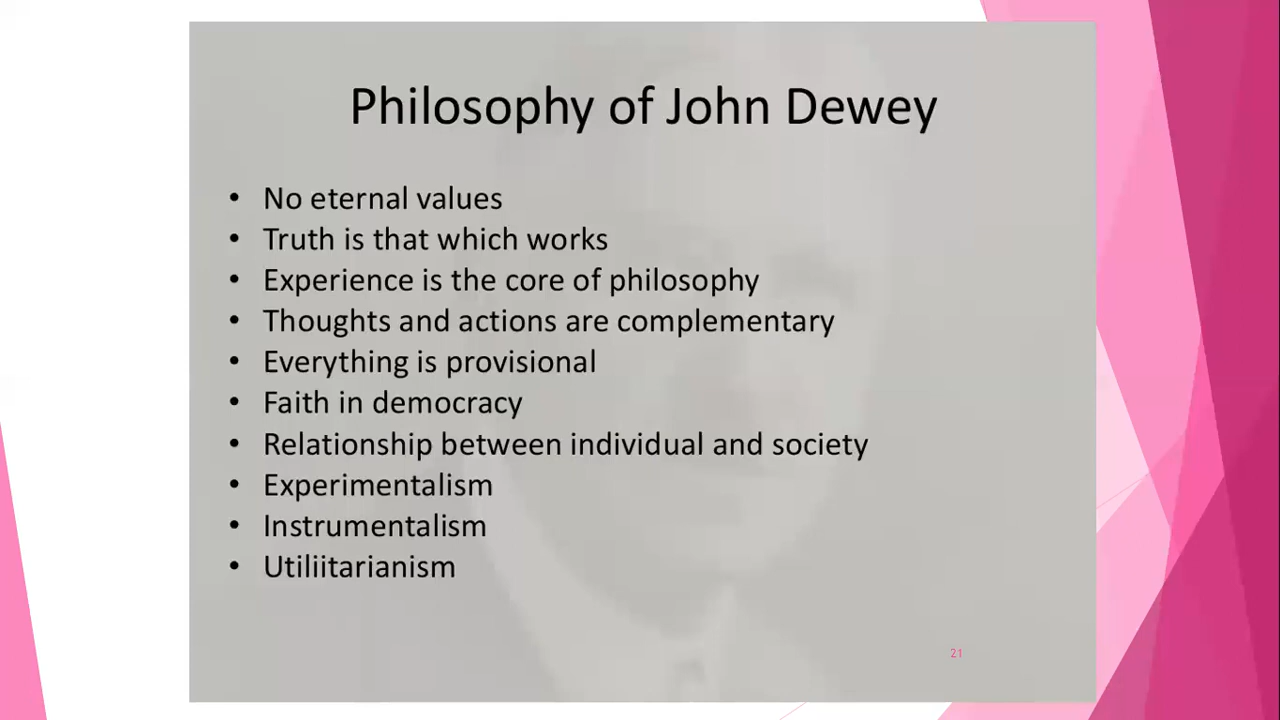 Philosophy of John Dewey
• No eternal values
• Truth is that which works
• Experience is the core of philosophy
• Thoughts and actions are complementary
• Everything is provisional
• Faith in democracy
• Relationship between individual and society
• Experimentalism
• Instrumentalism
• Utiliitarianism
21